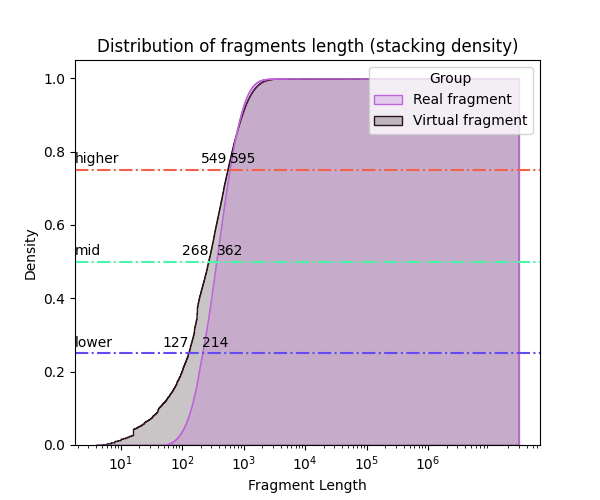 Distribution of fragments length (stacking density)
Group
Real fragment
Virtual fragment
1.0
0.8
0.6
0.4
0.2
0.0
higher
549 595
mid
268 362
lower
127 214
Density
10¹ 10² 10³ 10⁴ 10⁵ 10⁶
Fragment Length